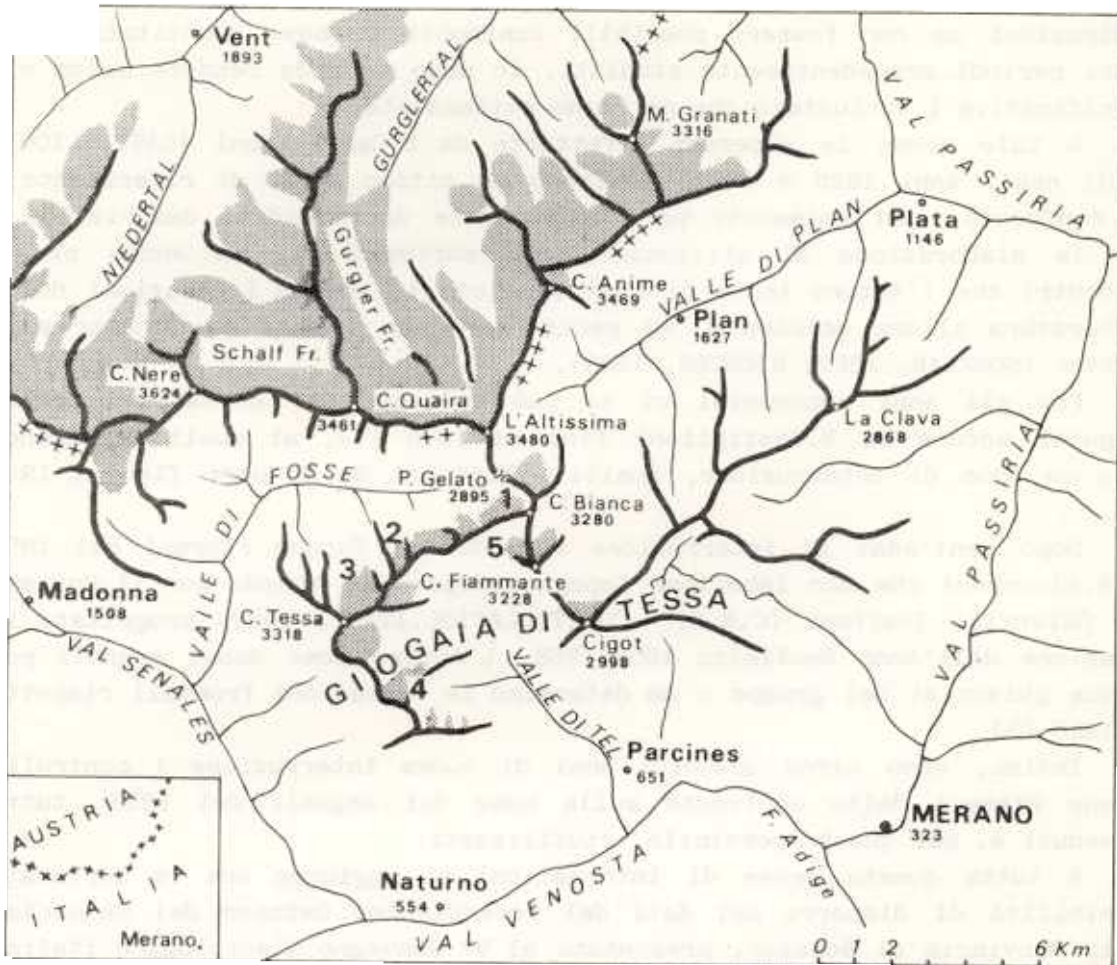 Vent
1893
NIEDERTAL
GURGLERTAL
M. Granati
3316
VAL PASSIRIA
Plata
1146
VALLE DI PLAN
Gurgler Fr.
C. Anime
3469
Plan
1627
Schalf Fr.
C. Nere
3624
C. Quaira
3461
L'Altissima
3480
La Clava
2868
VALLE DI FOSSE
P. Gelato
2895
1
C. Bianca
3280
2
5
3
C. Fiammante
3228
Madonna
1508
C. Tessa
3318
GIOGAIA DI TESSA
Cigot
2998
4
VAL SENALES
VALLE DI TEL
VAL PASSIRIA
Parcines
651
MERANO
323
F. Adige
AUSTRIA
ITALIA
Merano
Naturno
554
VAL VENOSTA
0 1 2 6 Km